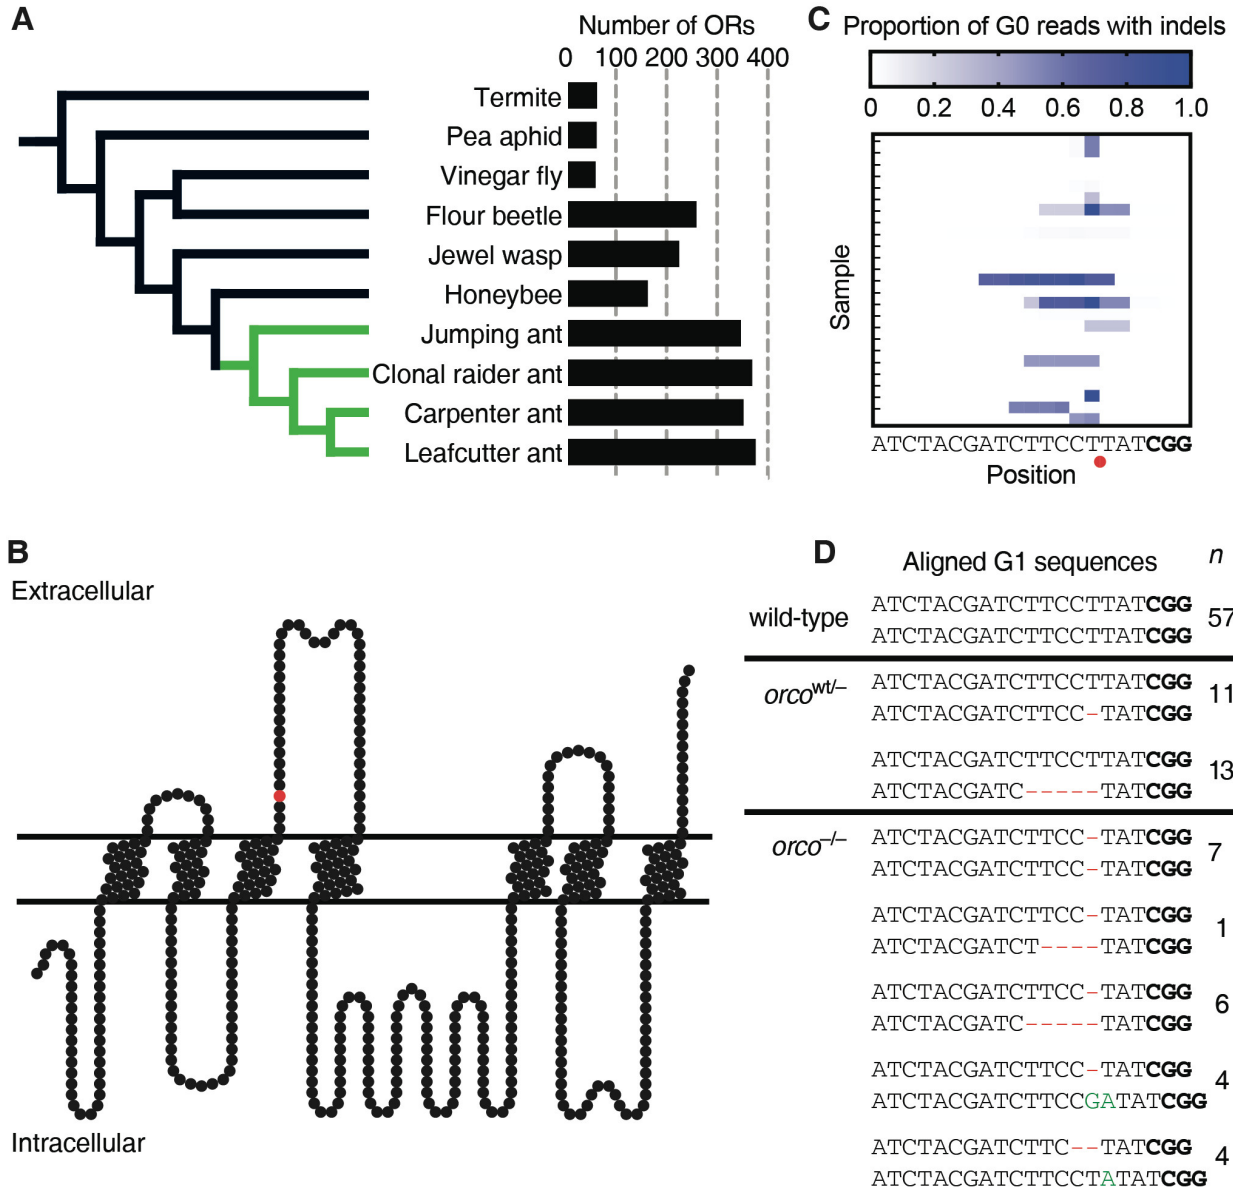 A
Number of ORs
0 100 200 300 400
Termite
Pea aphid
Vinegar fly
Flour beetle
Jewel wasp
Honeybee
Jumping ant
Clonal raider ant
Carpenter ant
Leafcutter ant
C Proportion of G0 reads with indels
0 0.2 0.4 0.6 0.8 1.0
Sample
ATCTACGATCTTCCTTATCGG
Position
B
Extracellular
Intracellular
D Aligned G1 sequences n
wild-type
ATCTACGATCTTCCTTATCGG
ATCTACGATCTTCCTTATCGG
57
orco wt/–
ATCTACGATCTTCCTTATCGG
ATCTACGATCTTCC-TATCGG
11
ATCTACGATCTTCCTTATCGG
ATCTACGATC-----TATCGG
13
orco –/–
ATCTACGATCTTCC-TATCGG
ATCTACGATCTTCC-TATCGG
7
ATCTACGATCTTCC-TATCGG
ATCTACGATCT----TATCGG
1
ATCTACGATCTTCC-TATCGG
ATCTACGATC-----TATCGG
6
ATCTACGATCTTCC-TATCGG
ATCTACGATCTTCCGATATCGG
4
ATCTACGATCTTC--TATCGG
ATCTACGATCTTCCTATATCGG
4